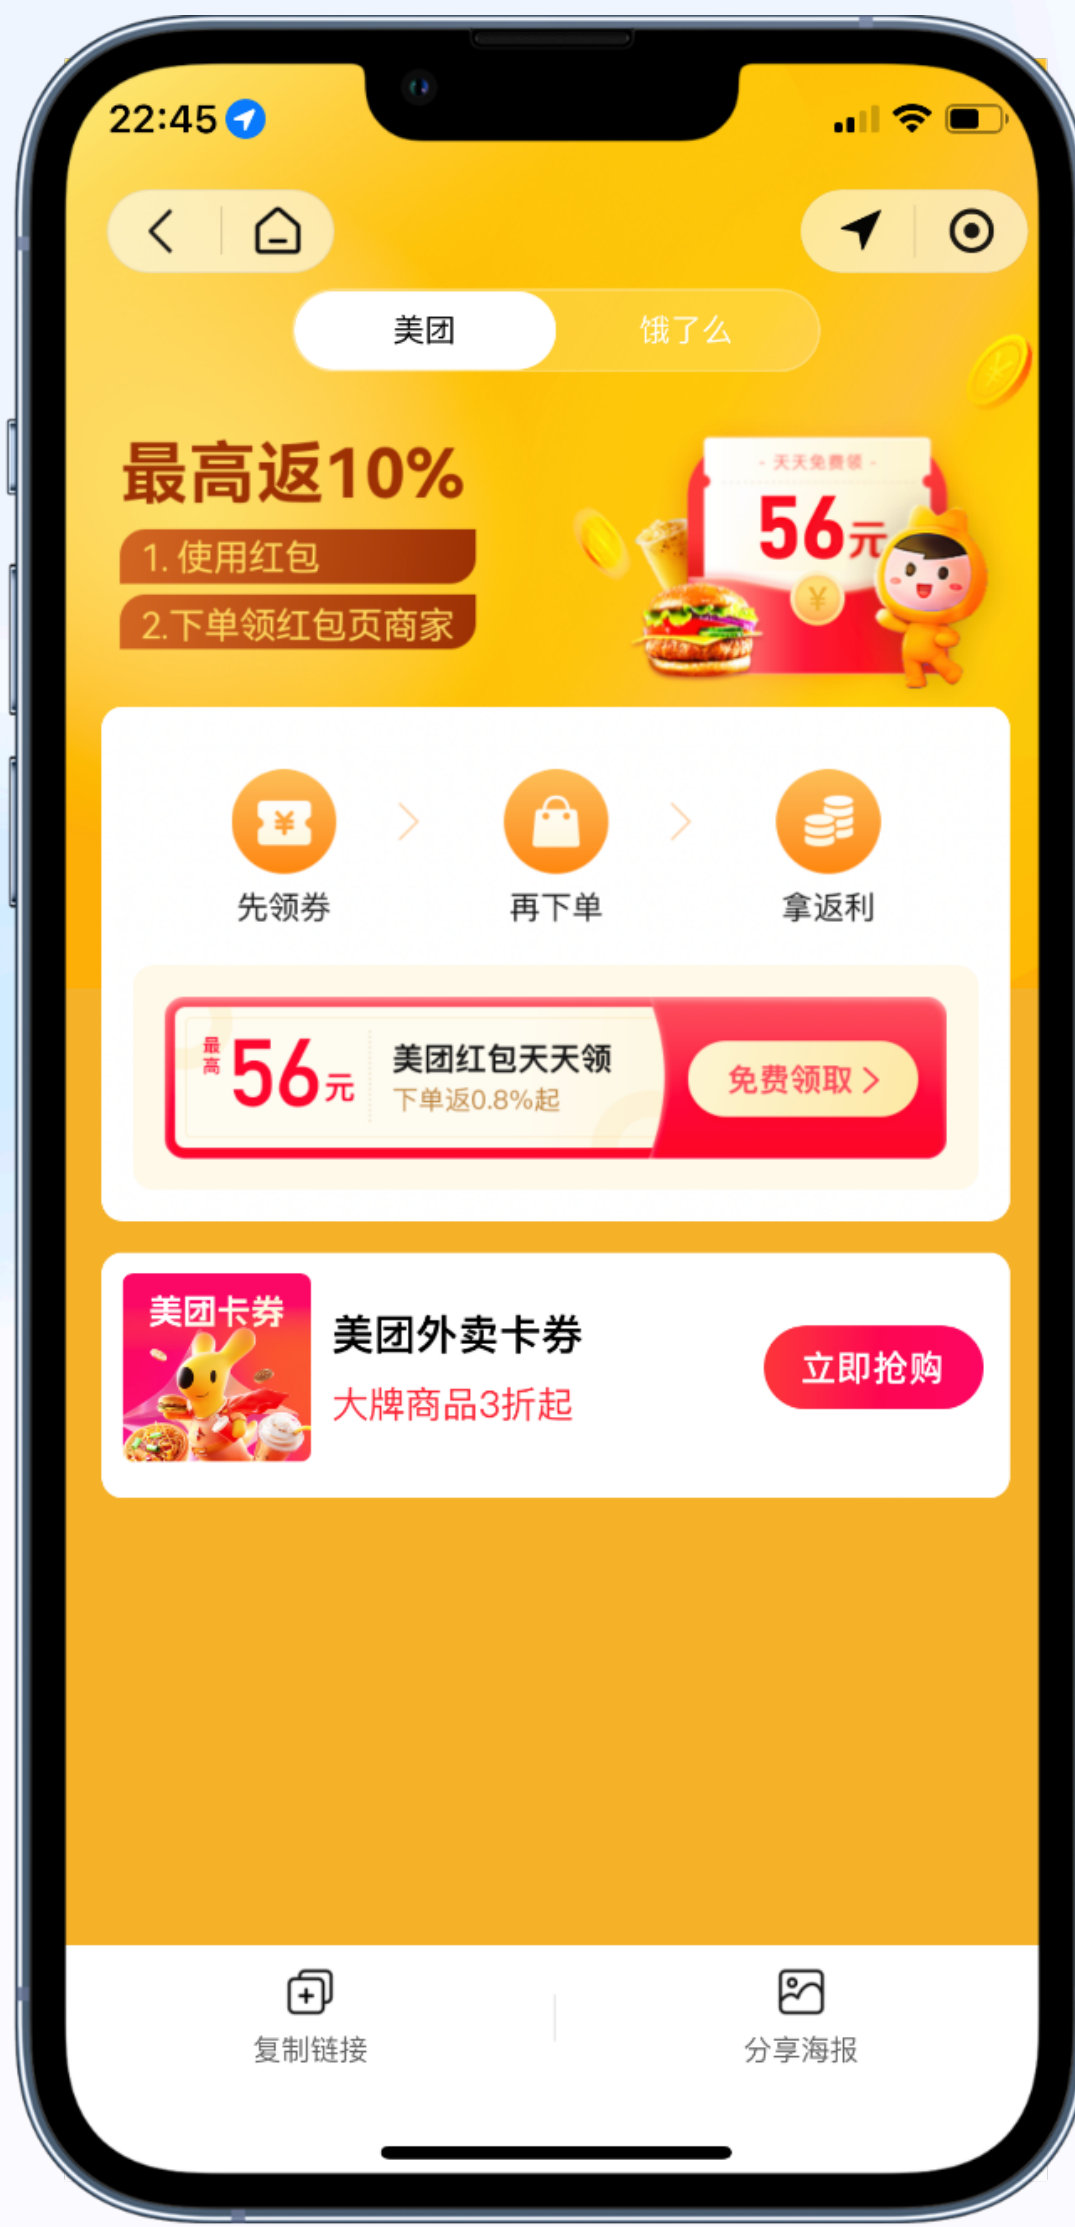 22:45
美团
饿了么
最高返10%
1. 使用红包
2.下单领红包页商家
- 天天免费领 -
56元
¥
先领券
再下单
拿返利
最高
56元
美团红包天天领
下单返0.8%起
免费领取 >
美团卡券
美团外卖卡券
大牌商品3折起
立即抢购
复制链接
分享海报